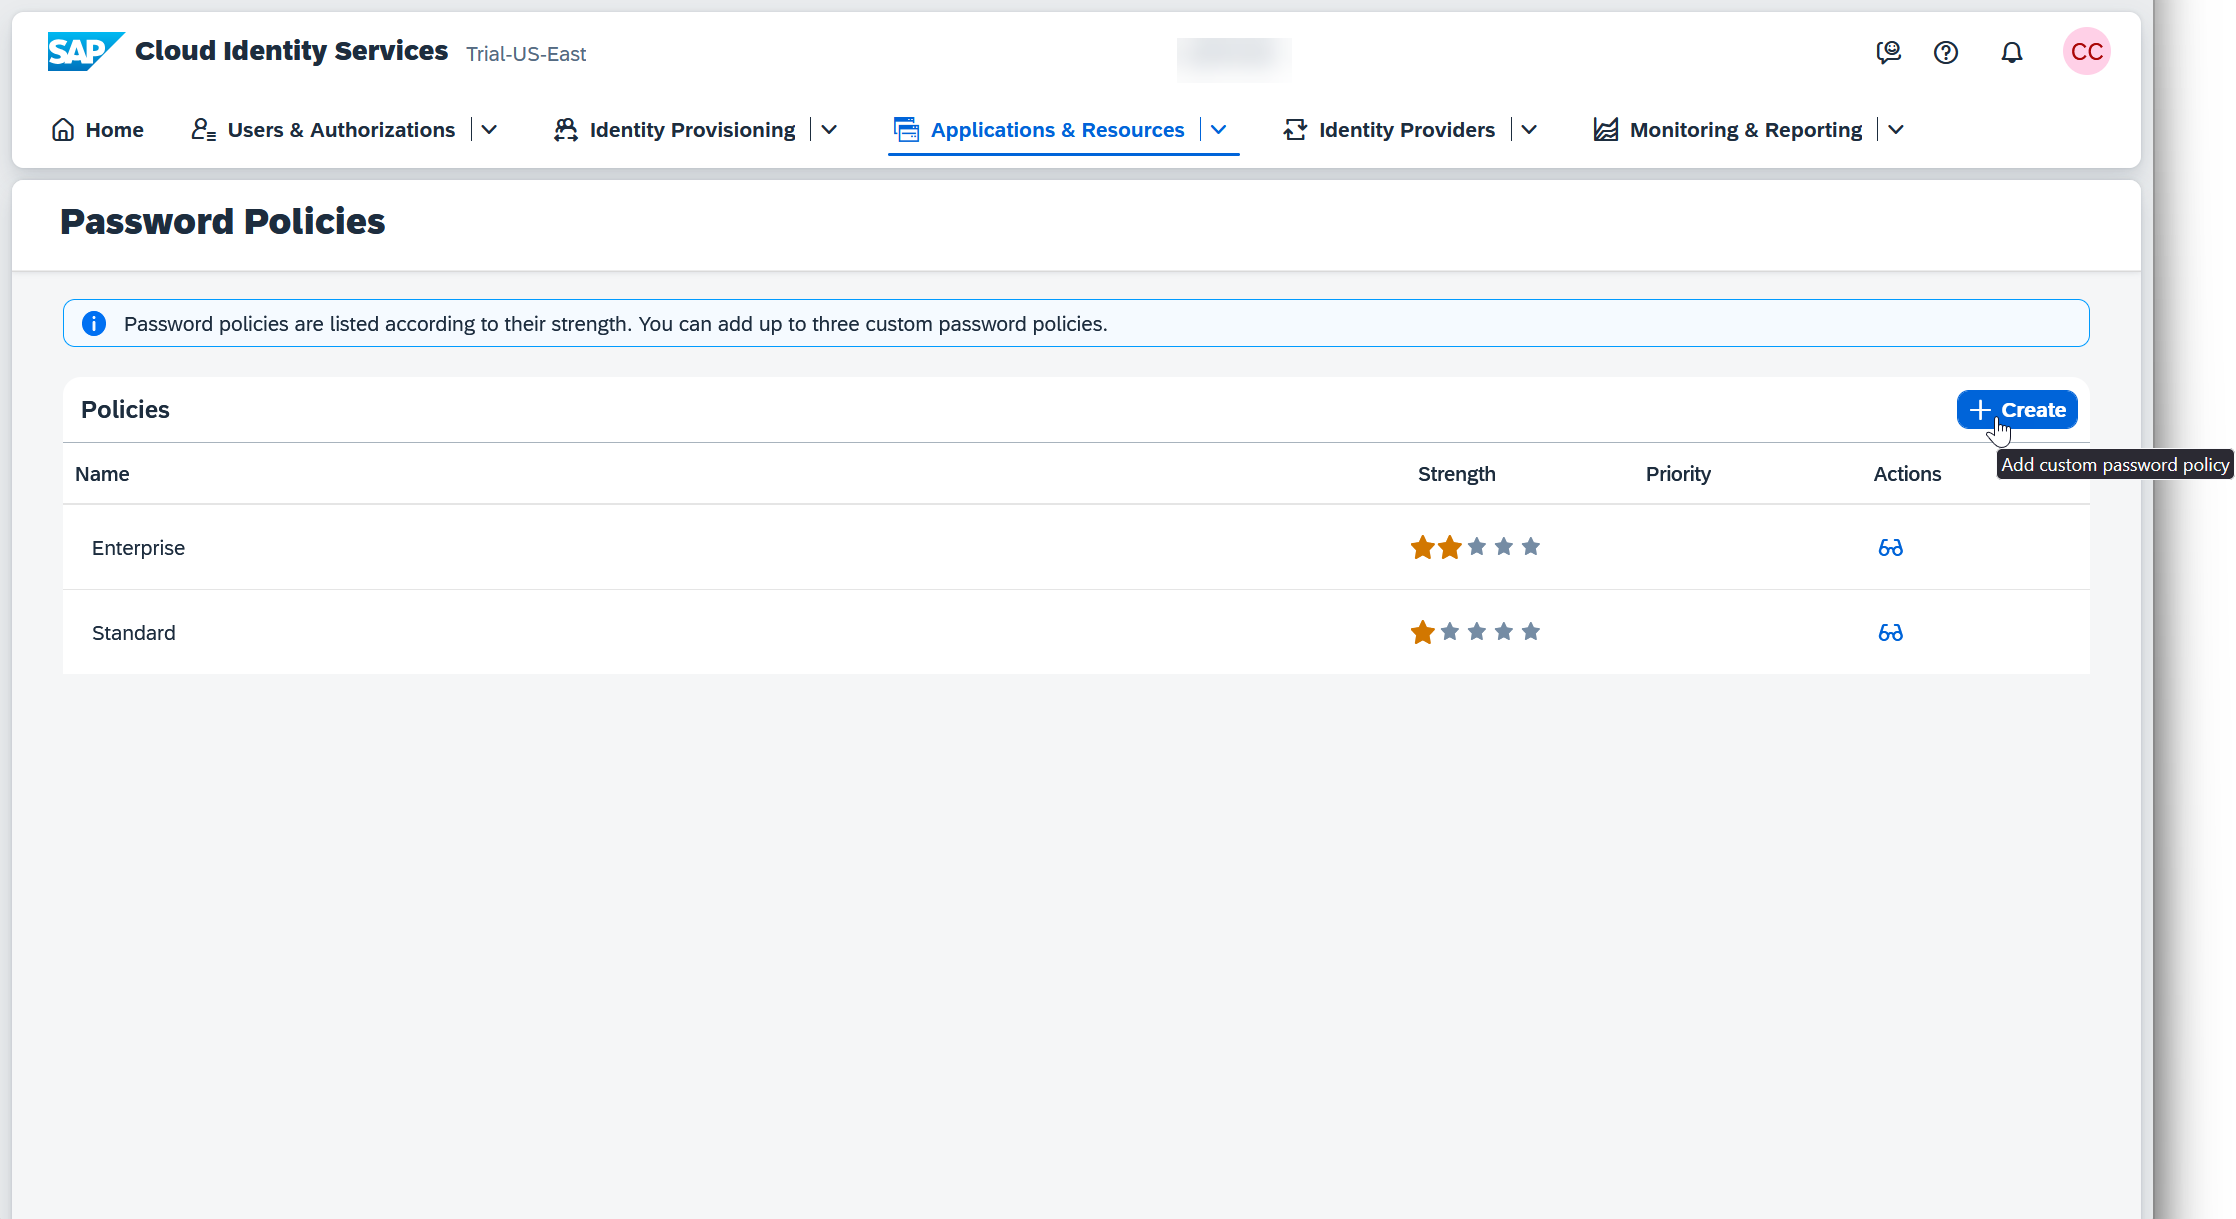 SAP Cloud Identity Services Trial-US-East
CC
Home Users & Authorizations Identity Provisioning Applications & Resources Identity Providers Monitoring & Reporting
Password Policies
Password policies are listed according to their strength. You can add up to three custom password policies.
Policies
Create
Add custom password policy
Name Strength Priority Actions
Enterprise
Standard